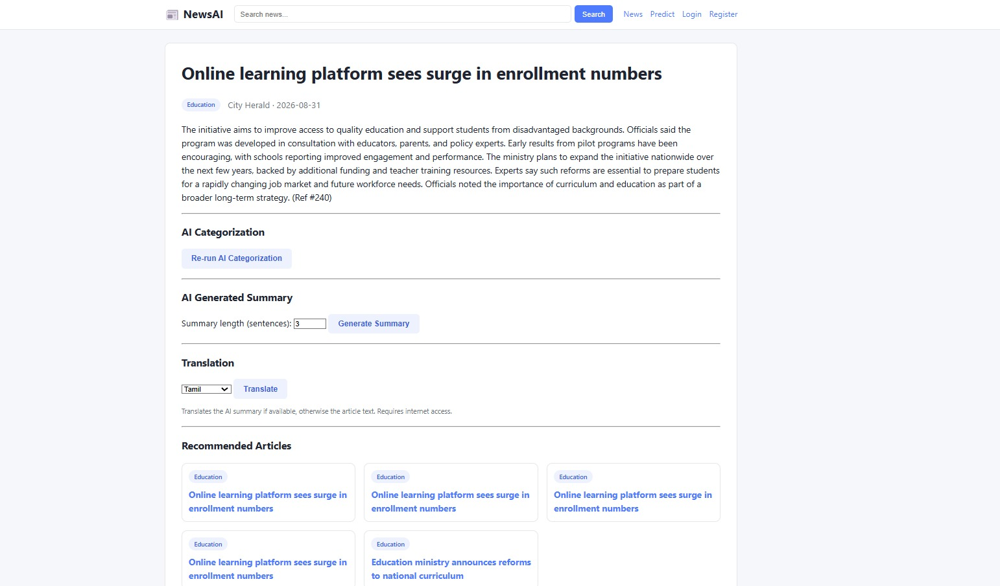 NewsAI
Search news...
Search
News
Predict
Login
Register
Online learning platform sees surge in enrollment numbers
Education
City Herald · 2026-08-31
The initiative aims to improve access to quality education and support students from disadvantaged backgrounds. Officials said the
program was developed in consultation with educators, parents, and policy experts. Early results from pilot programs have been
encouraging, with schools reporting improved engagement and performance. The ministry plans to expand the initiative nationwide over
the next few years, backed by additional funding and teacher training resources. Experts say such reforms are essential to prepare students
for a rapidly changing job market and future workforce needs. Officials noted the importance of curriculum and education as part of a
broader long-term strategy. (Ref #240)
AI Categorization
Re-run AI Categorization
AI Generated Summary
Summary length (sentences): 3
Generate Summary
Translation
Tamil
Translate
Translates the AI summary if available, otherwise the article text. Requires internet access.
Recommended Articles
Education
Online learning platform sees surge in
enrollment numbers
Education
Online learning platform sees surge in
enrollment numbers
Education
Online learning platform sees surge in
enrollment numbers
Education
Online learning platform sees surge in
enrollment numbers
Education
Education ministry announces reforms
to national curriculum